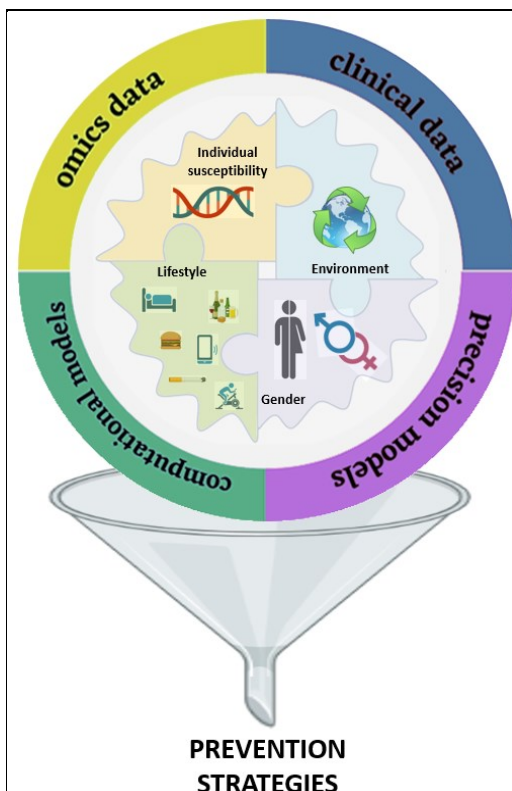 omics data
clinical data
Individual
susceptibility
Lifestyle
Environment
Gender
computational models
precision models
PREVENTION
STRATEGIES